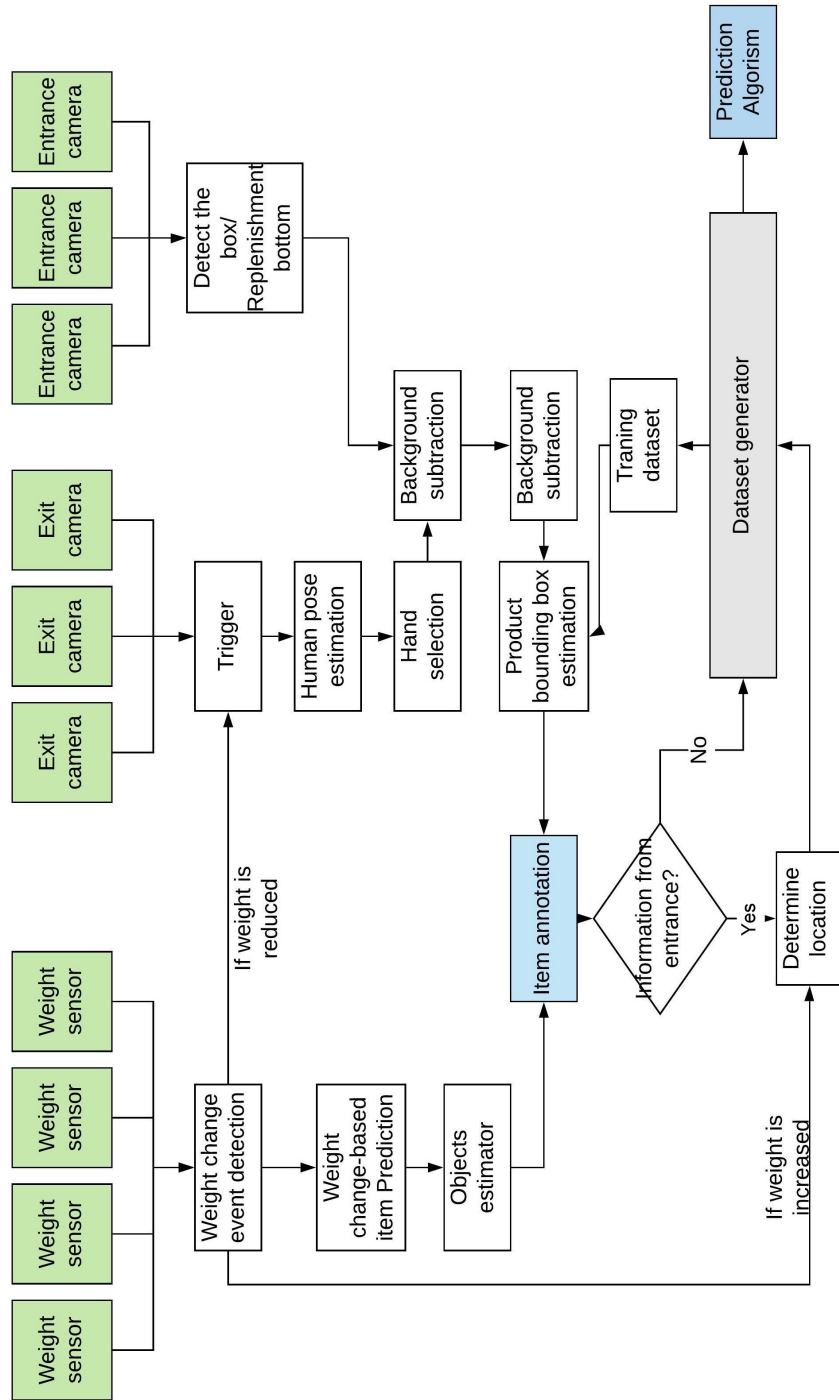 Weight
sensor
Weight
sensor
Weight
sensor
Weight
sensor
Exit
camera
Exit
camera
Exit
camera
Entrance
camera
Entrance
camera
Entrance
camera
Weight change
event detection
If weight is
reduced
Trigger
Detect the
box/
Replenishment
bottom
Weight
change-based
item Prediction
Human pose
estimation
Objects
estimator
Hand
selection
Background
subtraction
Item annotation
Product
bounding box
estimation
Background
subtraction
Information from
entrance?
Traning
dataset
No
Yes
If weight is
increased
Determine
location
Dataset generator
Prediction
Algorism